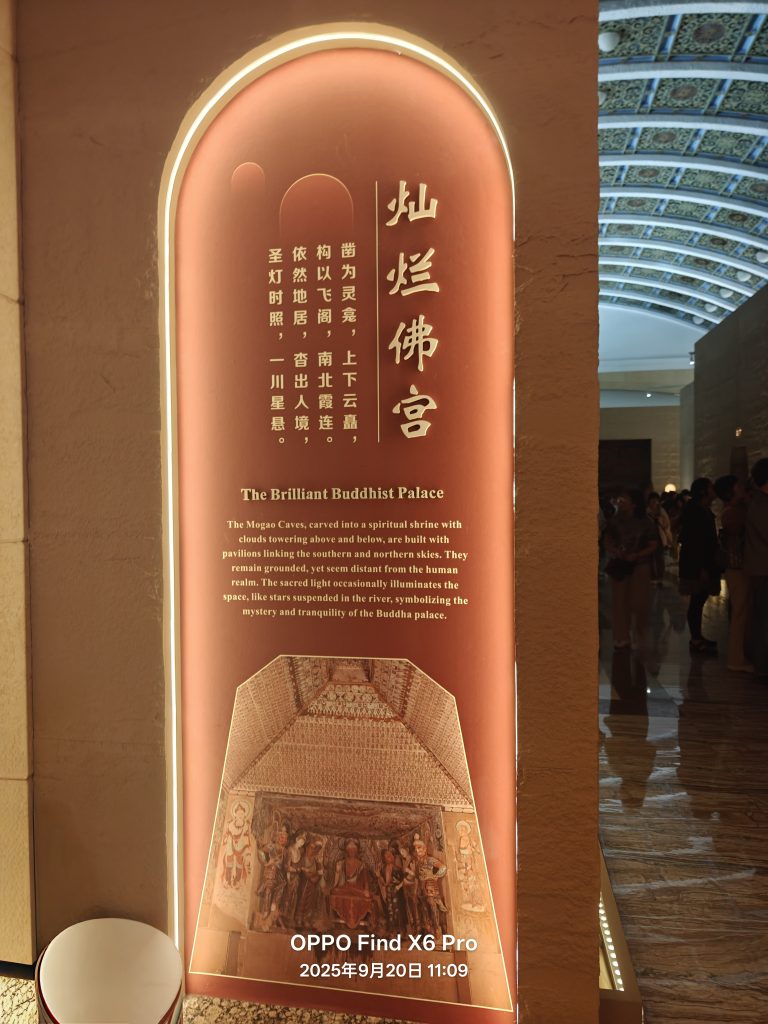 灿烂佛宫
凿为灵龛，上下云矗，
构以飞阁，南北霞连。
依然地居，杳出人境，
圣灯时照，一川星悬。
The Brilliant Buddhist Palace
The Mogao Caves, carved into a spiritual shrine with
clouds towering above and below, are built with
pavilions linking the southern and northern skies. They
remain grounded, yet seem distant from the human
realm. The sacred light occasionally illuminates the
space, like stars suspended in the river, symbolizing the
mystery and tranquility of the Buddha palace.
OPPO Find X6 Pro
2025年9月20日 11:09